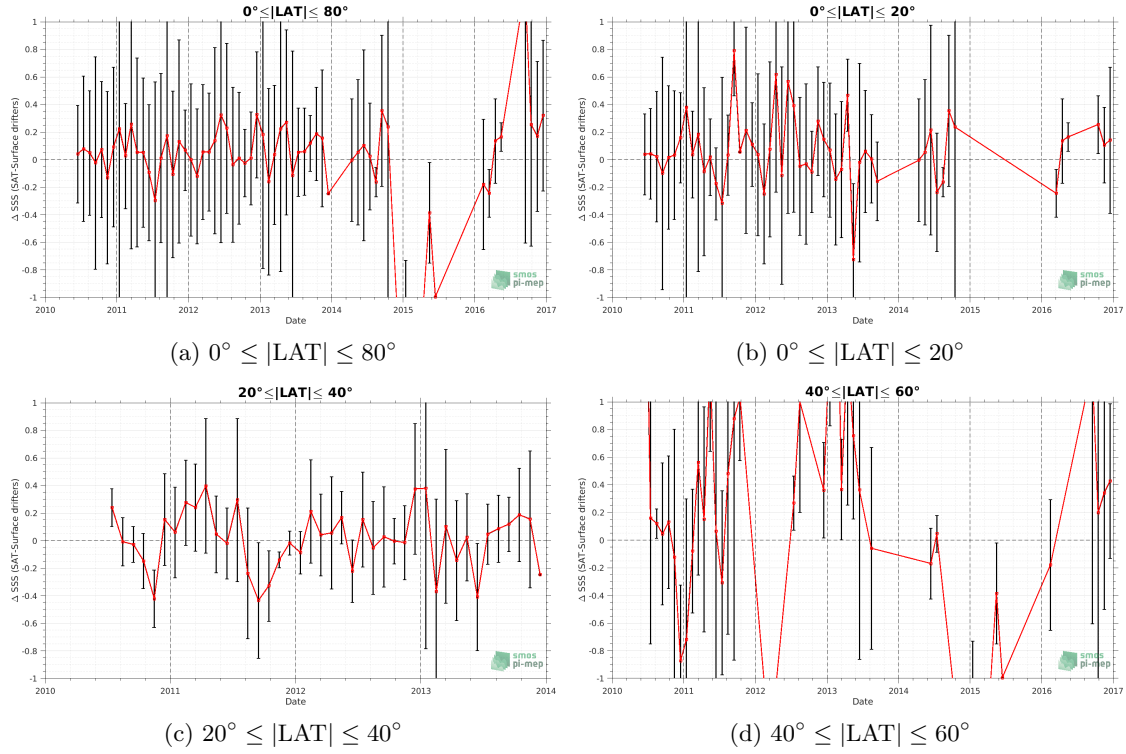 0°≤|LAT|≤ 80°
Δ SSS (SAT-Surface drifters)
1
0.8
0.6
0.4
0.2
0
-0.2
-0.4
-0.6
-0.8
-1
2010 2011 2012 2013 2014 2015 2016 2017
Date
smos
pi-mep
(a) 0° ≤ |LAT| ≤ 80°
0°≤|LAT|≤ 20°
Δ SSS (SAT-Surface drifters)
1
0.8
0.6
0.4
0.2
0
-0.2
-0.4
-0.6
-0.8
-1
2010 2011 2012 2013 2014 2015 2016 2017
Date
smos
pi-mep
(b) 0° ≤ |LAT| ≤ 20°
20°≤|LAT|≤ 40°
Δ SSS (SAT-Surface drifters)
1
0.8
0.6
0.4
0.2
0
-0.2
-0.4
-0.6
-0.8
-1
2010 2011 2012 2013 2014
Date
smos
pi-mep
(c) 20° ≤ |LAT| ≤ 40°
40°≤|LAT|≤ 60°
Δ SSS (SAT-Surface drifters)
1
0.8
0.6
0.4
0.2
0
-0.2
-0.4
-0.6
-0.8
-1
2010 2011 2012 2013 2014 2015 2016 2017
Date
smos
pi-mep
(d) 40° ≤ |LAT| ≤ 60°